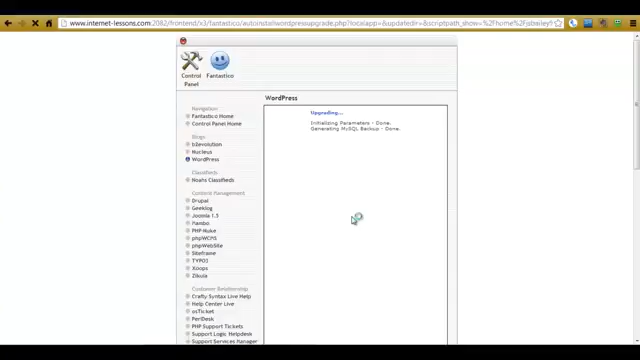 www.internet-lessons.com:2082/frontend/x3/fantastico/autoinstallwordpressupgrade.php?localapp=&updatedir=&scriptpath_show=%2Fhome%2F
Control
Panel
Fantastico
WordPress
Navigation
Fantastico Home
Control Panel Home
Blogs
b2evolution
Nucleus
WordPress
Classifieds
Noahs Classifieds
Content Management
Drupal
Geeklog
Joomla 1.5
Mambo
PHP-Nuke
phpWCMS
phpWebSite
Siteframe
TYPO3
Xoops
Zikula
Customer Relationship
Crafty Syntax Live Help
Help Center Live
osTicket
PerlDesk
PHP Support Tickets
Support Logic Helpdesk
Support Services Manager
Upgrading...
Initializing Parameters - Done.
Generating MySQL Backup - Done.